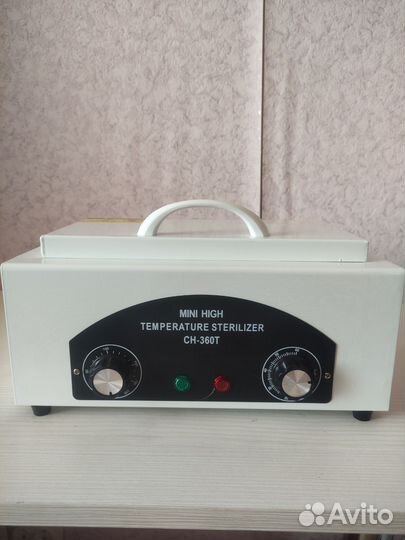 MINI HIGH
TEMPERATURE STERILIZER
CH-360T
Avito